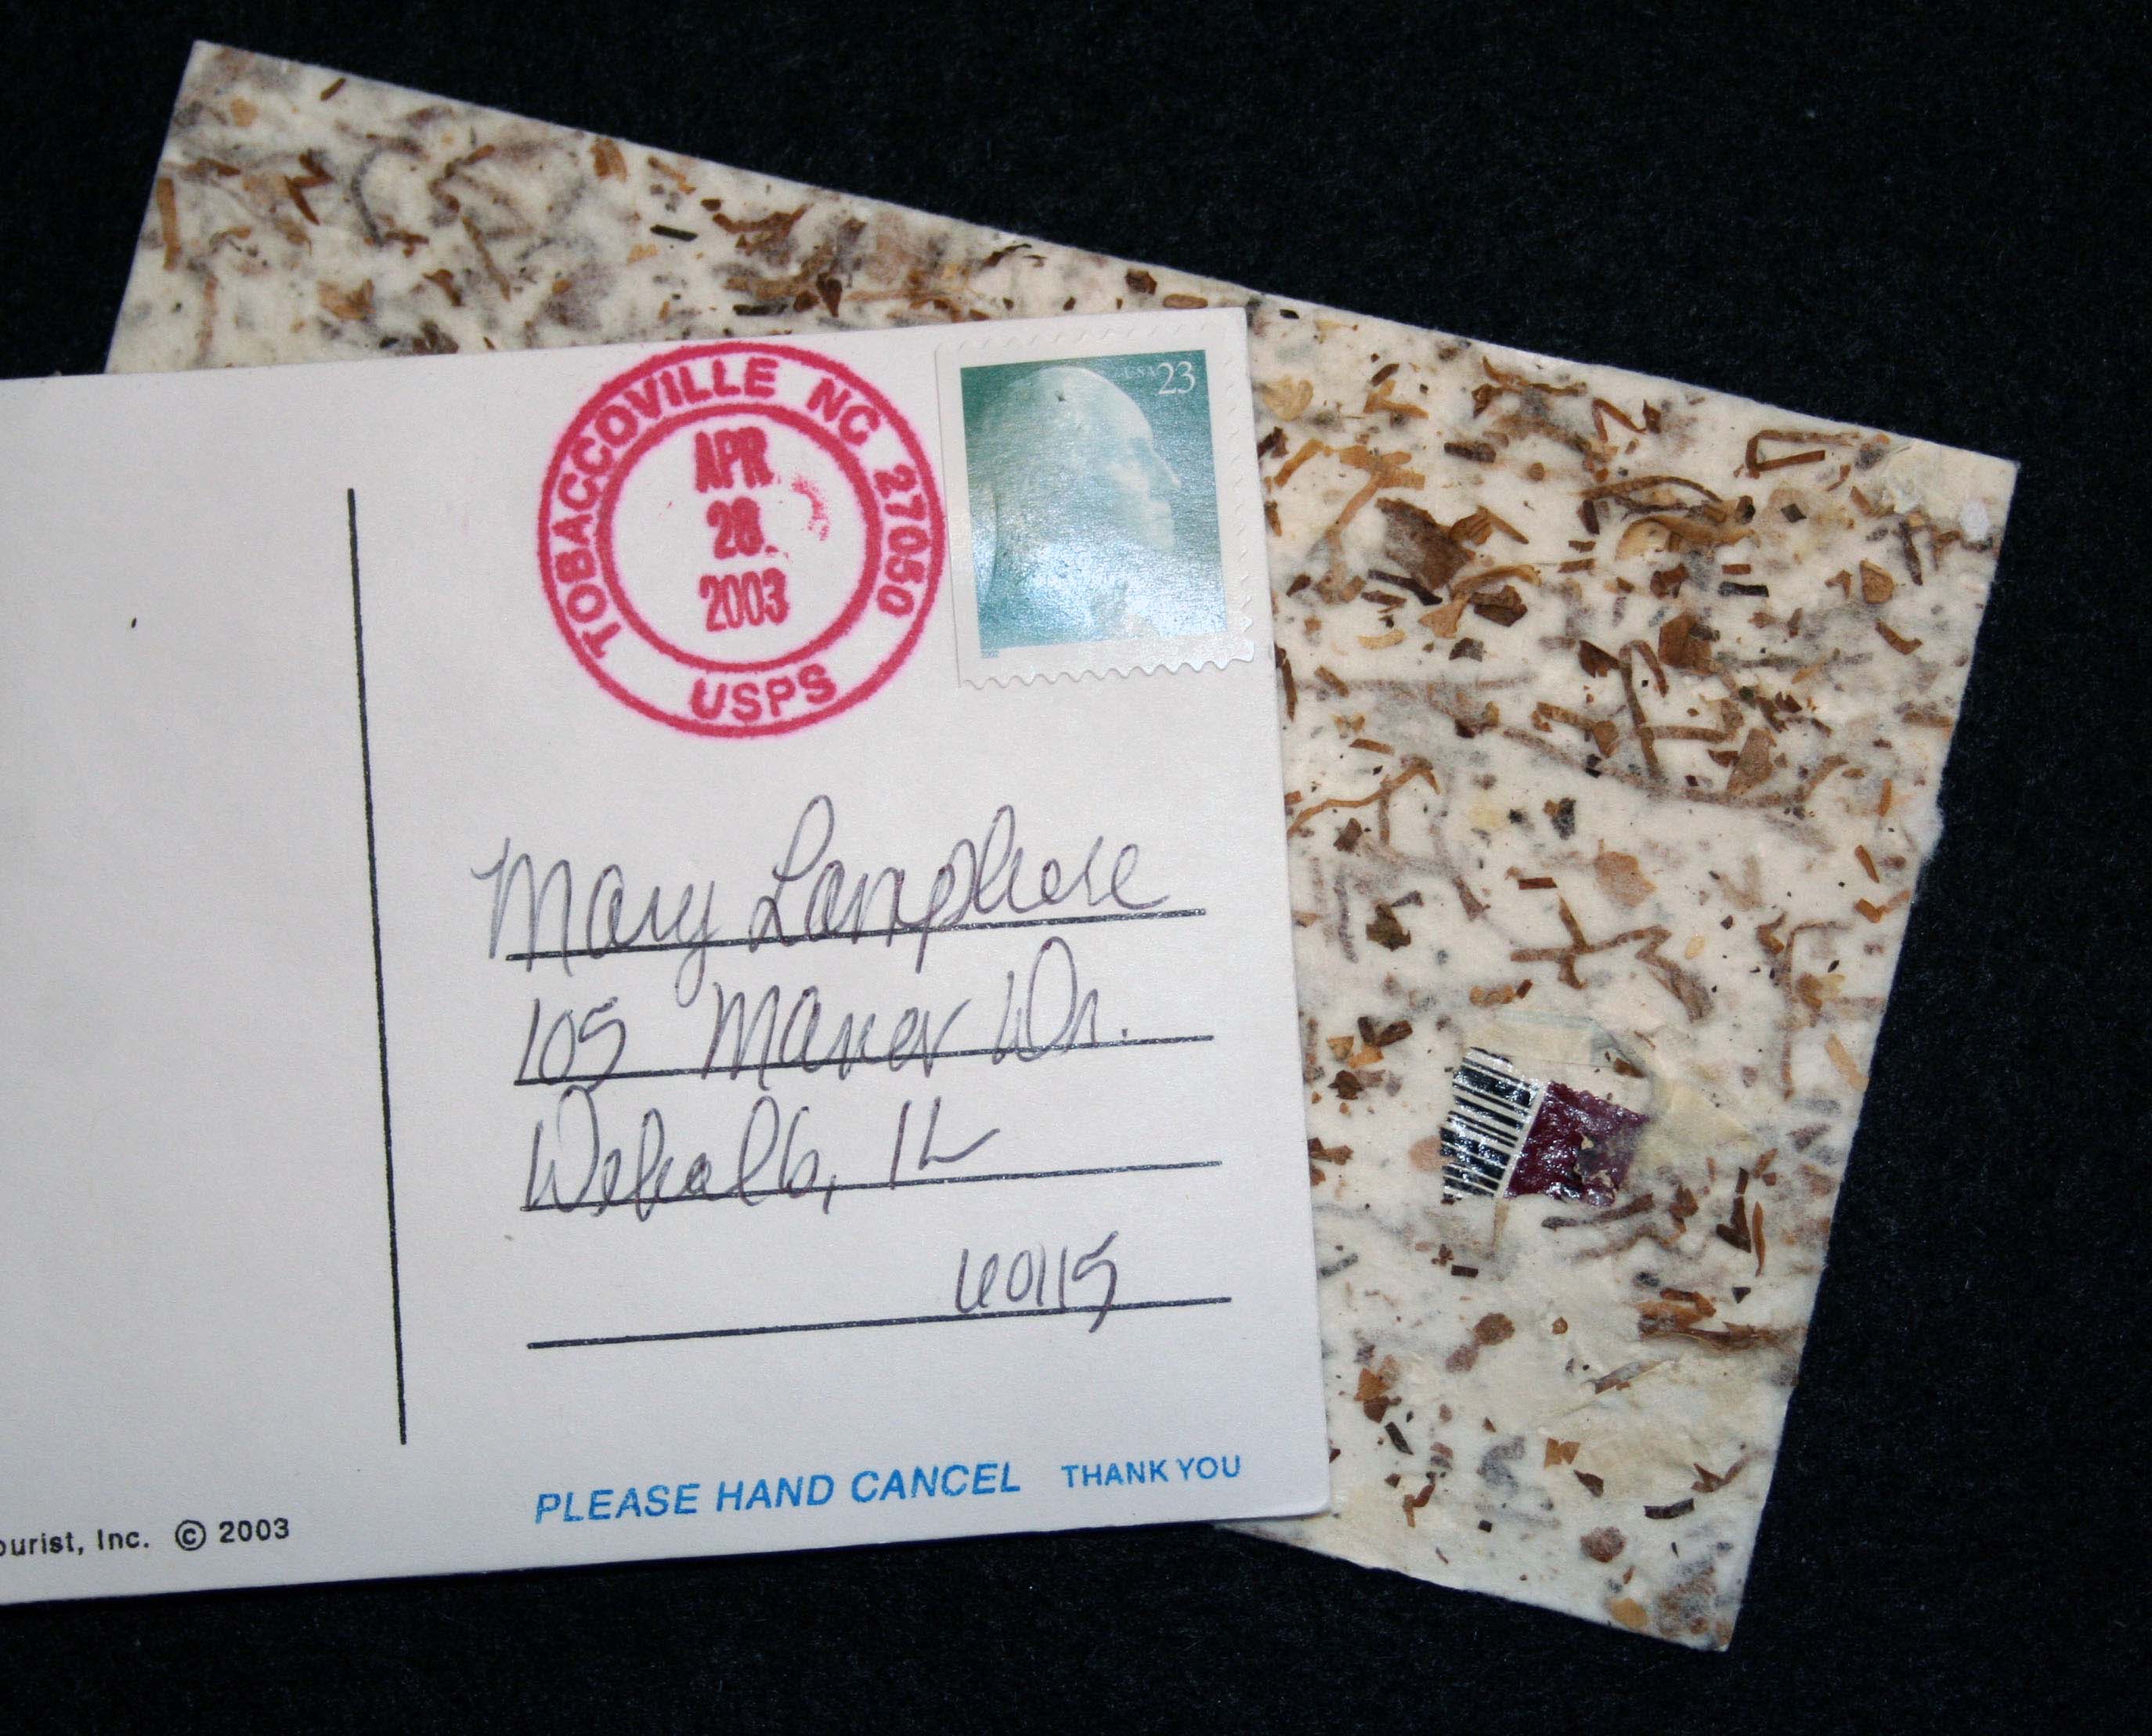 TOBACCOVILLE NC 27050
APR
28
2003
USPS
USA 23
Mary Lanphere
105 Manor Dr.
Dekalb, IL
60115
PLEASE HAND CANCEL THANK YOU
ourist, Inc. © 2003